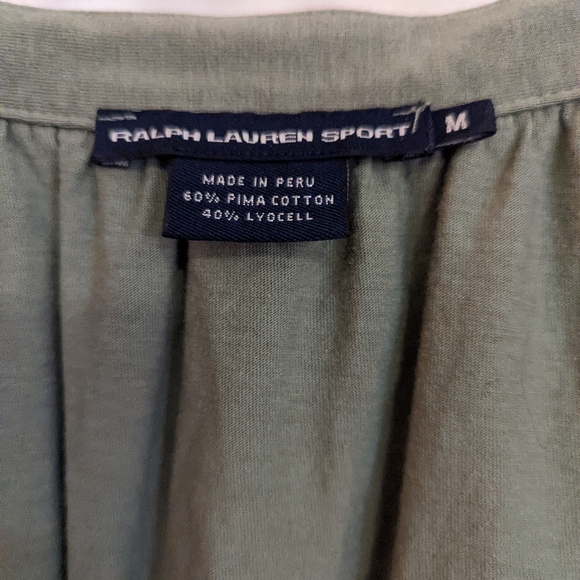 RALPH LAUREN SPORT
M
MADE IN PERU
60% PIMA COTTON
40% LYOCELL